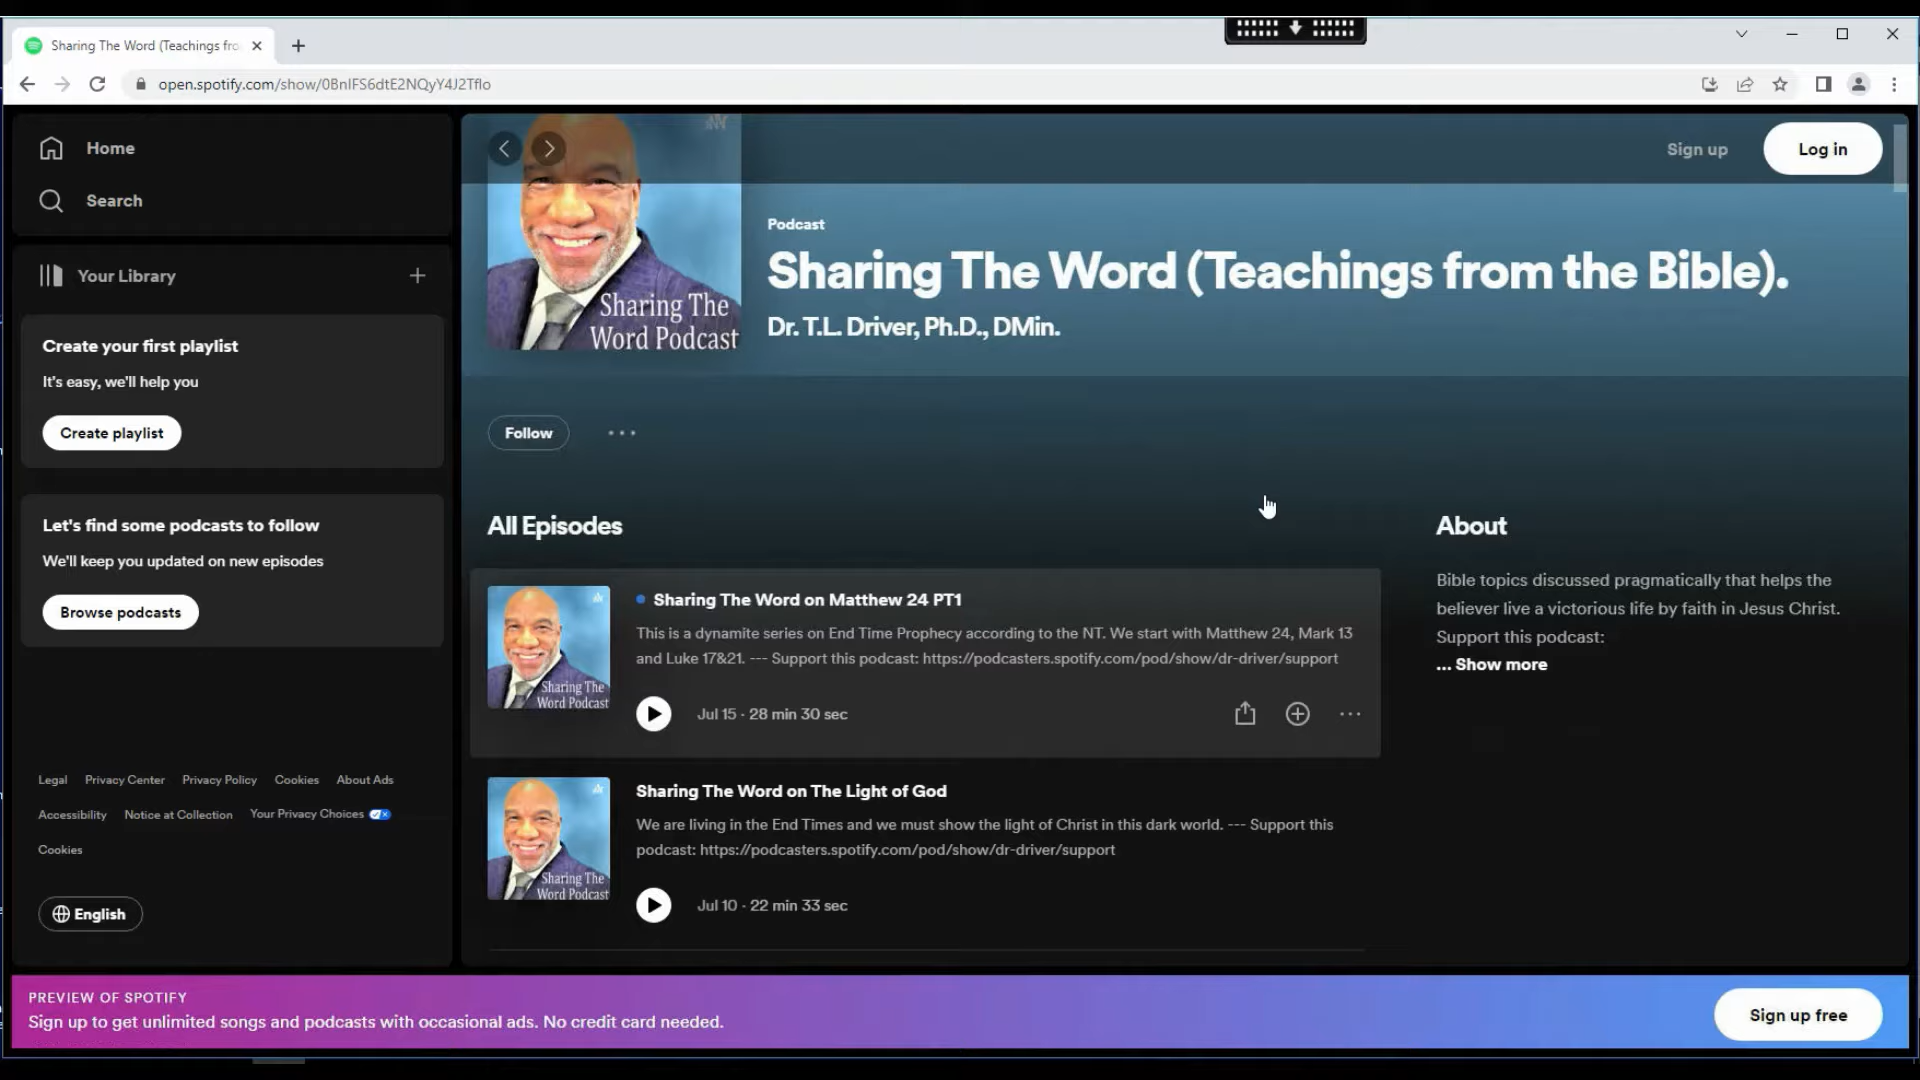 Sharing The Word (Teachings fro
open.spotify.com/show/0BnlFS6dtE2NQyY4J2Tflo
Home
Search
Your Library
Create your first playlist
It's easy, we'll help you
Create playlist
Let's find some podcasts to follow
We'll keep you updated on new episodes
Browse podcasts
Legal Privacy Center Privacy Policy Cookies About Ads
Accessibility Notice at Collection Your Privacy Choices
Cookies
English
Sign up
Log in
Sharing The
Word Podcast
Podcast
Sharing The Word (Teachings from the Bible).
Dr. T.L. Driver, Ph.D., DMin.
Follow
All Episodes
Sharing The
Word Podcast
Sharing The Word on Matthew 24 PT1
This is a dynamite series on End Time Prophecy according to the NT. We start with Matthew 24, Mark 13
and Luke 17&21. --- Support this podcast: https://podcasters.spotify.com/pod/show/dr-driver/support
Jul 15 · 28 min 30 sec
Sharing The
Word Podcast
Sharing The Word on The Light of God
We are living in the End Times and we must show the light of Christ in this dark world. --- Support this
podcast: https://podcasters.spotify.com/pod/show/dr-driver/support
Jul 10 · 22 min 33 sec
About
Bible topics discussed pragmatically that helps the
believer live a victorious life by faith in Jesus Christ.
Support this podcast:
... Show more
PREVIEW OF SPOTIFY
Sign up to get unlimited songs and podcasts with occasional ads. No credit card needed.
Sign up free